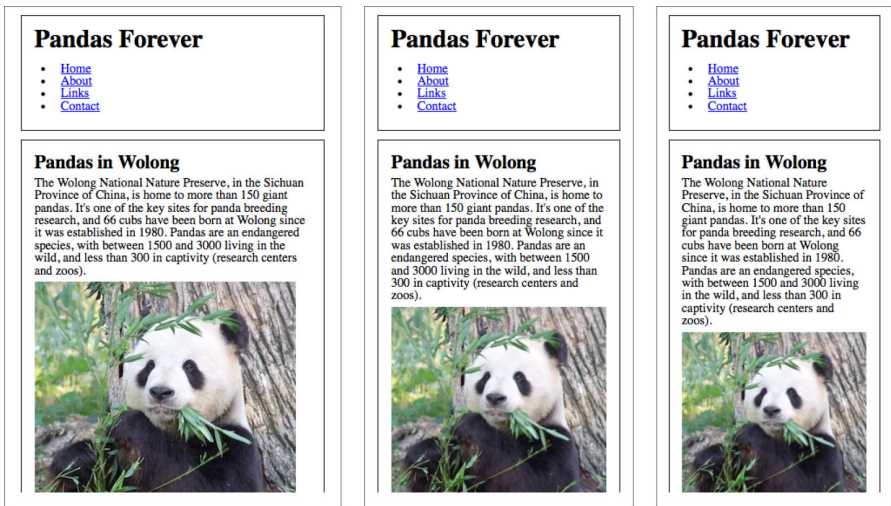 Pandas Forever
Home
About
Links
Contact
Pandas in Wolong
The Wolong National Nature Preserve, in the Sichuan
Province of China, is home to more than 150 giant
pandas. It's one of the key sites for panda breeding
research, and 66 cubs have been born at Wolong since
it was established in 1980. Pandas are an endangered
species, with between 1500 and 3000 living in the
wild, and less than 300 in captivity (research centers
and zoos).
Pandas Forever
Home
About
Links
Contact
Pandas in Wolong
The Wolong National Nature Preserve, in
the Sichuan Province of China, is home to
more than 150 giant pandas. It's one of the
key sites for panda breeding research, and
66 cubs have been born at Wolong since it
was established in 1980. Pandas are an
endangered species, with between 1500
and 3000 living in the wild, and less than
300 in captivity (research centers and
zoos).
Pandas Forever
Home
About
Links
Contact
Pandas in Wolong
The Wolong National Nature
Preserve, in the Sichuan Province of
China, is home to more than 150
giant pandas. It's one of the key sites
for panda breeding research, and 66
cubs have been born at Wolong
since it was established in 1980.
Pandas are an endangered species,
with between 1500 and 3000 living
in the wild, and less than 300 in
captivity (research centers and
zoos).